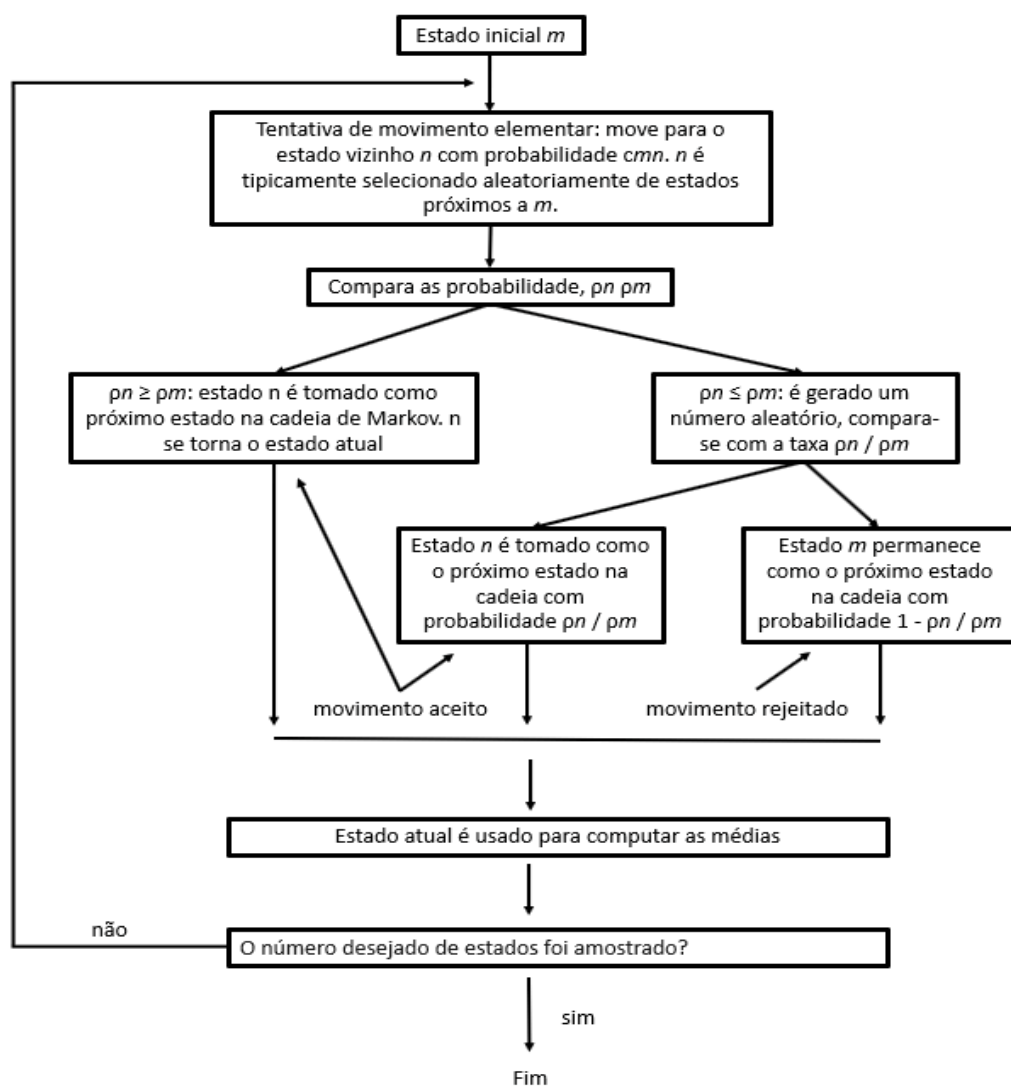 Estado inicial m
Tentativa de movimento elementar: move para o
estado vizinho n com probabilidade cmn. n é
tipicamente selecionado aleatoriamente de estados
próximos a m.
Compara as probabilidade, ρn ρm
ρn ≥ ρm: estado n é tomado como
próximo estado na cadeia de Markov. n
se torna o estado atual
ρn ≤ ρm: é gerado um
número aleatório, compara-
se com a taxa ρn / ρm
Estado n é tomado como
o próximo estado na
cadeia com
probabilidade ρn / ρm
Estado m permanece
como o próximo estado
na cadeia com
probabilidade 1 - ρn / ρm
movimento aceito
movimento rejeitado
Estado atual é usado para computar as médias
não
O número desejado de estados foi amostrado?
sim
Fim